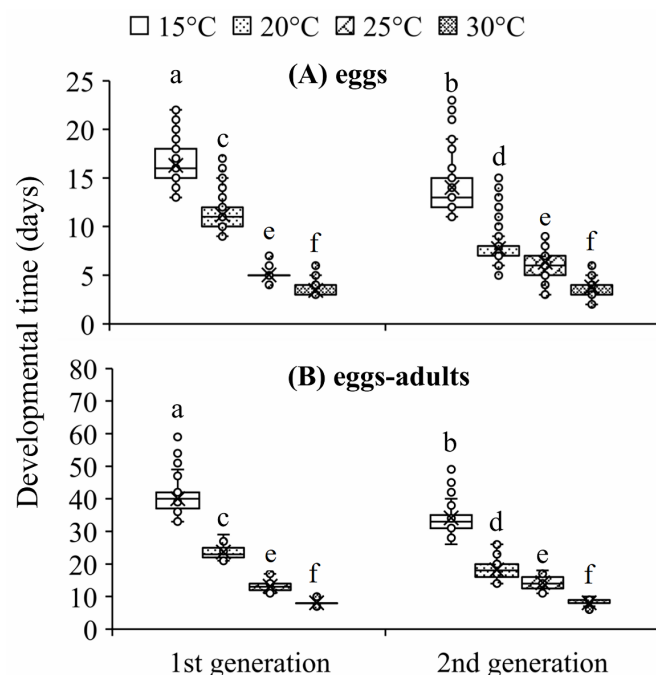 15°C 20°C 25°C 30°C
(A) eggs
a
b
c
d
e
e
f
f
25
20
15
10
5
0
Developmental time (days)
(B) eggs-adults
a
b
c
d
e
e
f
f
80
70
60
50
40
30
20
10
0
1st generation 2nd generation